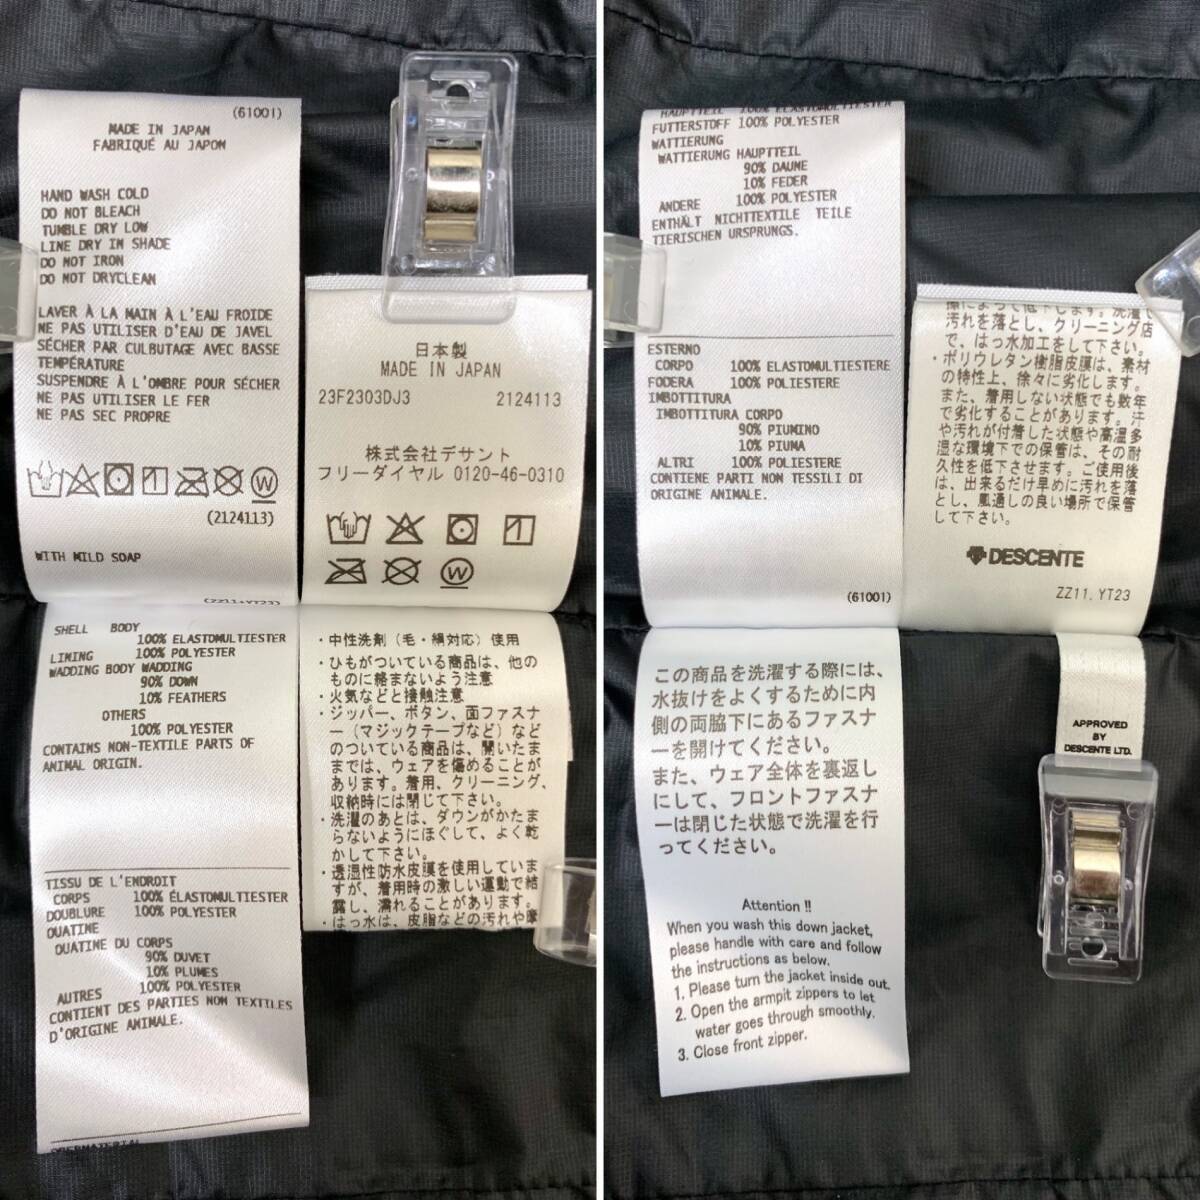 (61001)
MADE IN JAPAN
FABRIQUÉ AU JAPON
HAND WASH COLD
DO NOT BLEACH
TUMBLE DRY LOW
LINE DRY IN SHADE
DO NOT IRON
DO NOT DRYCLEAN
LAVER À LA MAIN À L'EAU FROIDE
NE PAS UTILISER D'EAU DE JAVEL
SÉCHER PAR CULBUTAGE AVEC BASSE
TEMPÉRATURE
SUSPENDRE À L'OMBRE POUR SÉCHER
NE PAS UTILISER LE FER
NE PAS SEC PROPRE
W
(2124113)
WITH MILD SOAP
(ZZ11.YT23)
SHELL BODY
100% ELASTOMULTIESTER
LINING 100% POLYESTER
WADDING BODY WADDING
90% DOWN
10% FEATHERS
OTHERS
100% POLYESTER
CONTAINS NON-TEXTILE PARTS OF
ANIMAL ORIGIN.
TISSU DE L'ENDROIT
CORPS 100% ÉLASTOMULTIESTER
DOUBLURE 100% POLYESTER
OUATINE
OUATINE DU CORPS
90% DUVET
10% PLUMES
AUTRES 100% POLYESTER
CONTIENT DES PARTIES NON TEXTILES
D'ORIGINE ANIMALE.
OBERMATERIAL
日本製
MADE IN JAPAN
23F2303DJ3 2124113
株式会社デサント
フリーダイヤル 0120-46-0310
W
・中性洗剤(毛・絹対応)使用
・ひもがついている商品は、他の
ものに絡まないよう注意
・火気などと接触注意
・ジッパー、ボタン、面ファスナ
ー(マジックテープなど)など
のついている商品は、開いたま
までは、ウェアを傷めることが
あります。着用、クリーニング、
収納時には閉じて下さい。
・洗濯のあとは、ダウンがかたま
らないようにほぐして、よく乾
かして下さい。
・透湿性防水皮膜を使用していま
すが、着用時の激しい運動で結
露し、濡れることがあります。
・はっ水は、皮脂などの汚れや摩
HAUPTTEIL 100% ELASTOMULTIESTER
FUTTERSTOFF 100% POLYESTER
WATTIERUNG
WATTIERUNG HAUPTTEIL
90% DAUNE
10% FEDER
ANDERE 100% POLYESTER
ENTHÄLT NICHTTEXTILE TEILE
TIERISCHEN URSPRUNGS.
ESTERNO
CORPO 100% ELASTOMULTIESTERE
FODERA 100% POLIESTERE
IMBOTTITURA
IMBOTTITURA CORPO
90% PIUMINO
10% PIUMA
ALTRI 100% POLIESTERE
CONTIENE PARTI NON TESSILI DI
ORIGINE ANIMALE.
(61001)
擦によって低下します。洗濯で
汚れを落とし、クリーニング店
で、はっ水加工をして下さい。
・ポリウレタン樹脂皮膜は、素材
の特性上、徐々に劣化します。
また、着用しない状態でも数年
で劣化することがあります。汗
や汚れが付着した状態や高温多
湿な環境下での保管は、その耐
久性を低下させます。ご使用後
は、出来るだけ早めに汚れを落
とし、風通しの良い場所で保管
して下さい。
DESCENTE
ZZ11.YT23
この商品を洗濯する際には、
水抜けをよくするために内
側の両脇下にあるファスナ
ーを開けてください。
また、ウェア全体を裏返し
にして、フロントファスナ
ーは閉じた状態で洗濯を行
ってください。
Attention !!
When you wash this down jacket,
please handle with care and follow
the instructions as below.
1. Please turn the jacket inside out.
2. Open the armpit zippers to let
water goes through smoothly.
3. Close front zipper.
APPROVED
BY
DESCENTE LTD.